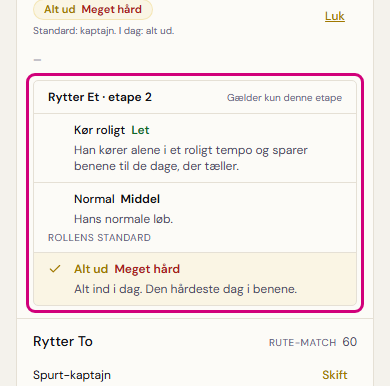 Alt ud Meget hård
Luk
Standard: kaptajn. I dag: alt ud.
–
Rytter Et · etape 2
Gælder kun denne etape
Kør roligt Let
Han kører alene i et roligt tempo og sparer
benene til de dage, der tæller.
Normal Middel
Hans normale løb.
ROLLENS STANDARD
Alt ud Meget hård
Alt ind i dag. Den hårdeste dag i benene.
Rytter To
RUTE-MATCH 60
Spurt-kaptajn
Skift